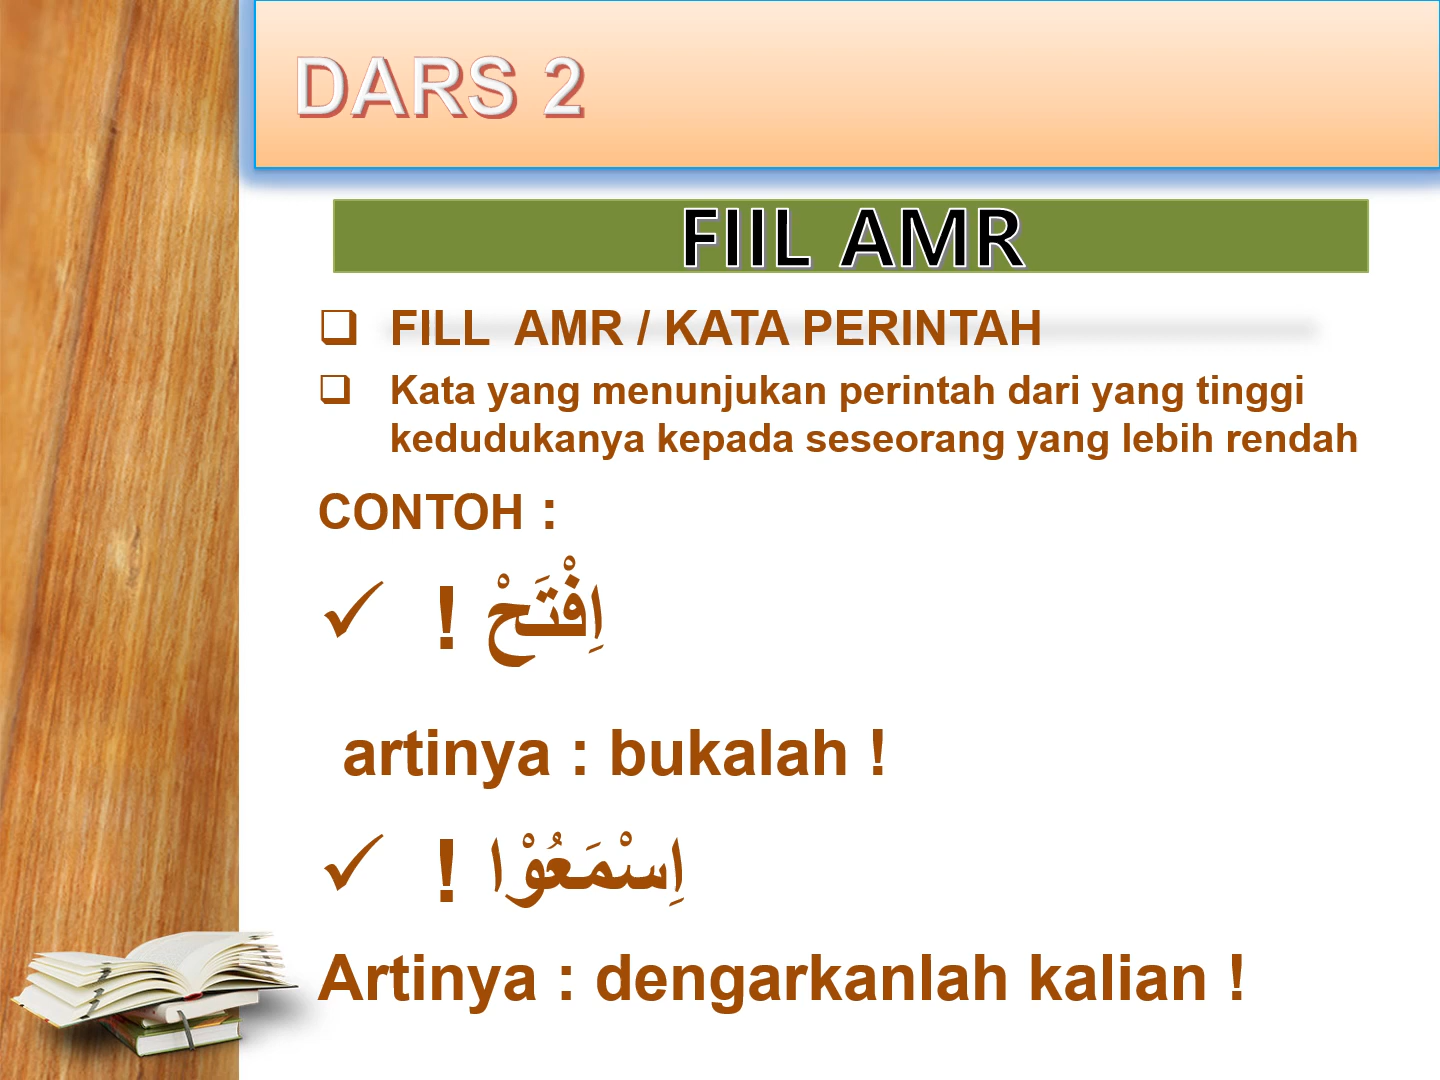 DARS 2
FIIL AMR
FILL AMR / KATA PERINTAH
Kata yang menunjukan perintah dari yang tinggi
kedudukanya kepada seseorang yang lebih rendah
CONTOH :
اِفْتَحْ !
artinya : bukalah !
اِسْمَعُوْا !
Artinya : dengarkanlah kalian !